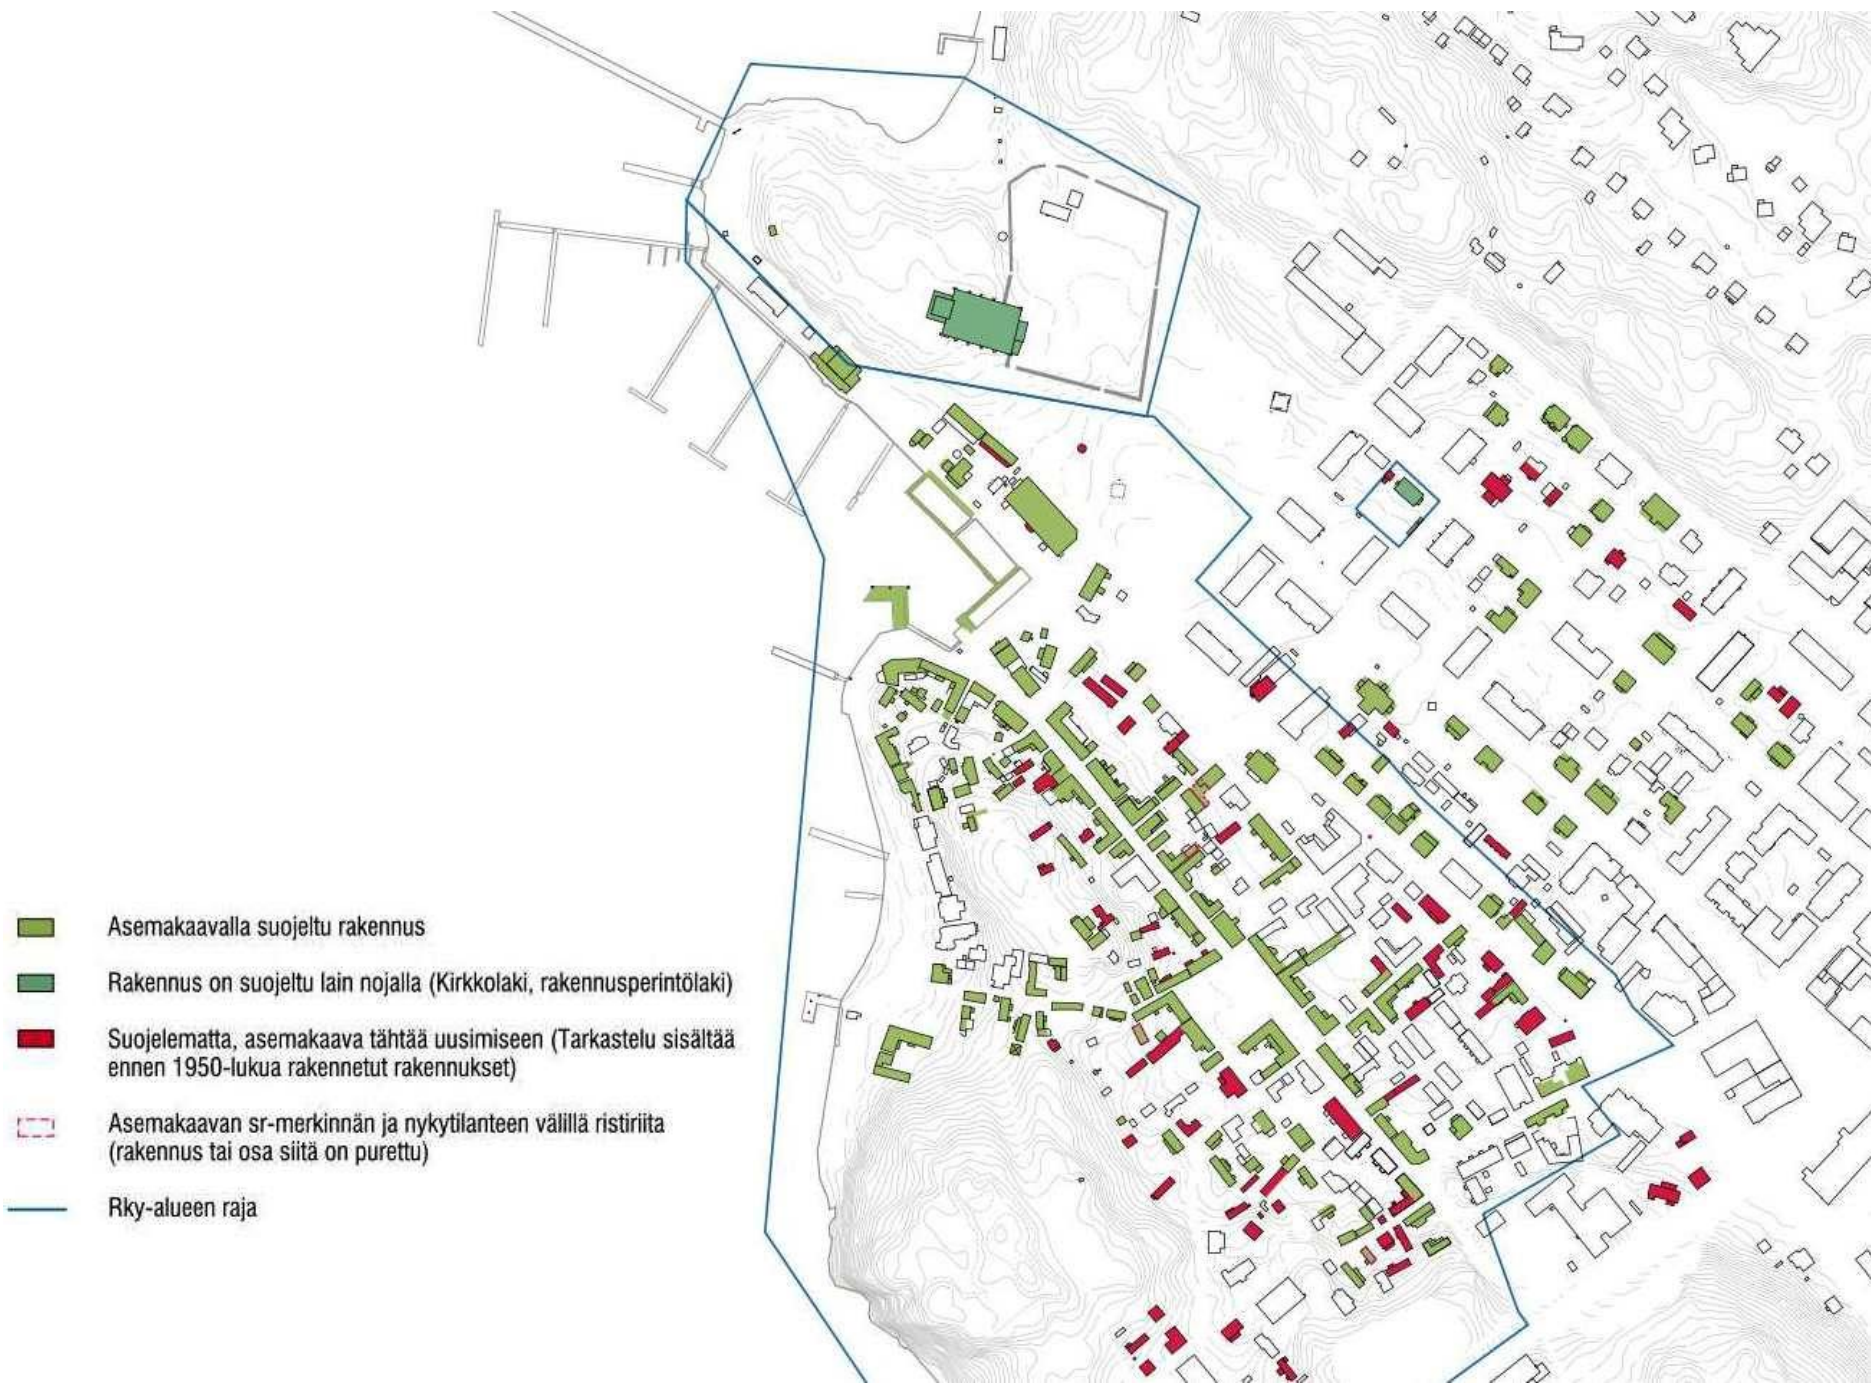 Asemakaavalla suojeltu rakennus
Rakennus on suojeltu lain nojalla (Kirkkolaki, rakennusperintölaki)
Suojelematta, asemakaava tähtää uusimiseen (Tarkastelu sisältää
ennen 1950-lukua rakennetut rakennukset)
Asemakaavan sr-merkinnän ja nykytilanteen välillä ristiriita
(rakennus tai osa siitä on purettu)
Rky-alueen raja